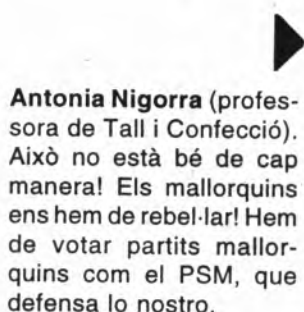 Antonia Nigorra (profes-
sora de Tall i Confecció).
Això no està bé de cap
manera! Els mallorquins
ens hem de rebel·lar! Hem
de votar partits mallor-
quins com el PSM, que
defensa lo nostro.